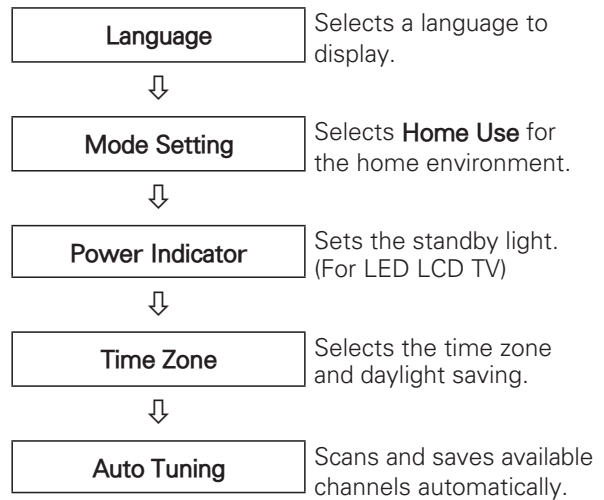 Language
Selects a language to
display.
⇩
Mode Setting
Selects Home Use for
the home environment.
⇩
Power Indicator
Sets the standby light.
(For LED LCD TV)
⇩
Time Zone
Selects the time zone
and daylight saving.
⇩
Auto Tuning
Scans and saves available
channels automatically.